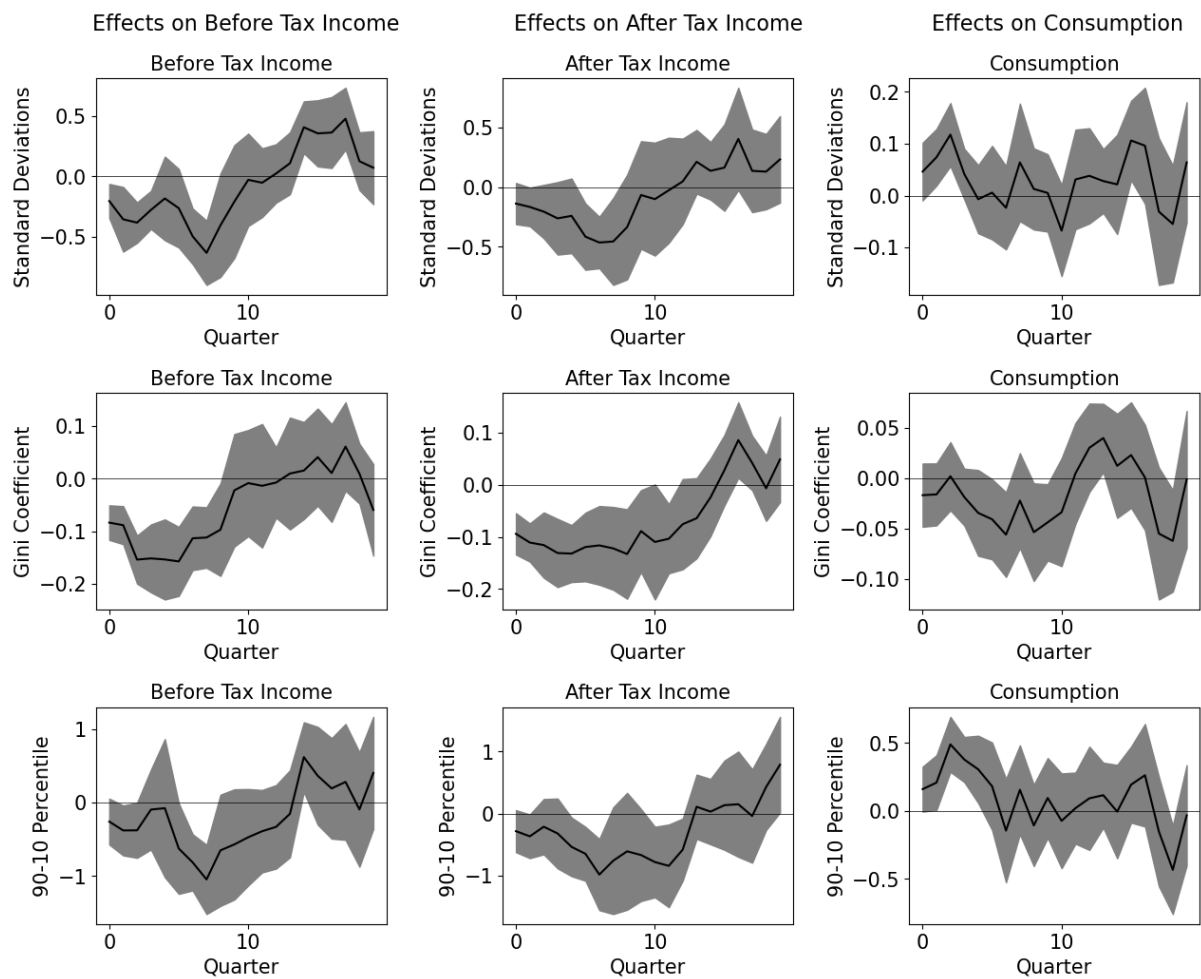 Effects on Before Tax Income
Effects on After Tax Income
Effects on Consumption
Before Tax Income
After Tax Income
Consumption
Standard Deviations
0.5
0.0
−0.5
0
10
Quarter
Standard Deviations
0.5
0.0
−0.5
0
10
Quarter
Standard Deviations
0.2
0.1
0.0
−0.1
0
10
Quarter
Before Tax Income
After Tax Income
Consumption
Gini Coefficient
0.1
0.0
−0.1
−0.2
0
10
Quarter
Gini Coefficient
0.1
0.0
−0.1
−0.2
0
10
Quarter
Gini Coefficient
0.05
0.00
−0.05
−0.10
0
10
Quarter
Before Tax Income
After Tax Income
Consumption
90-10 Percentile
1
0
−1
0
10
Quarter
90-10 Percentile
1
0
−1
0
10
Quarter
90-10 Percentile
0.5
0.0
−0.5
0
10
Quarter